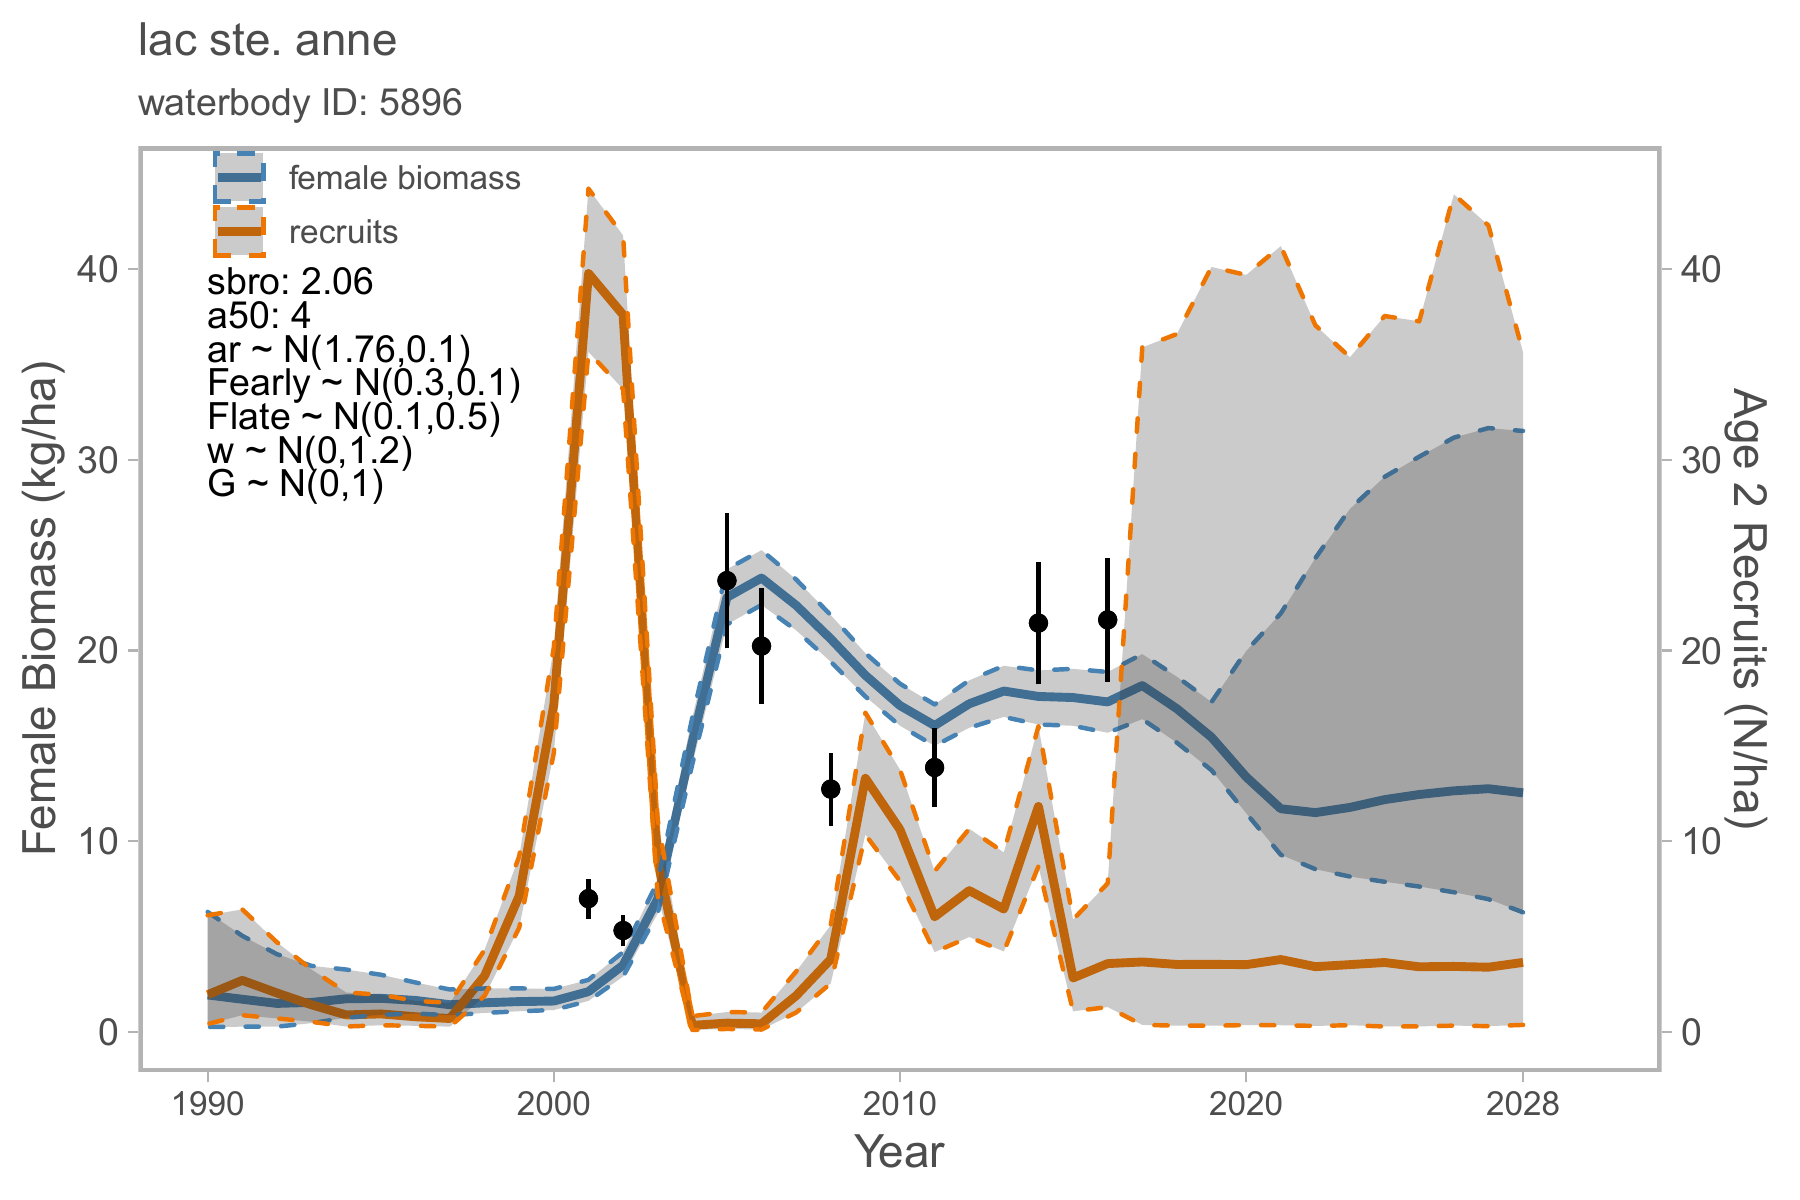 lac ste. anne
waterbody ID: 5896
female biomass
recruits
sbro: 2.06
a50: 4
ar ~ N(1.76,0.1)
Fearly ~ N(0.3,0.1)
Flate ~ N(0.1,0.5)
w ~ N(0,1.2)
G ~ N(0,1)
Female Biomass (kg/ha)
40
30
20
10
0
40
30
20
10
0
Age 2 Recruits (N/ha)
1990 2000 2010 2020 2028
Year